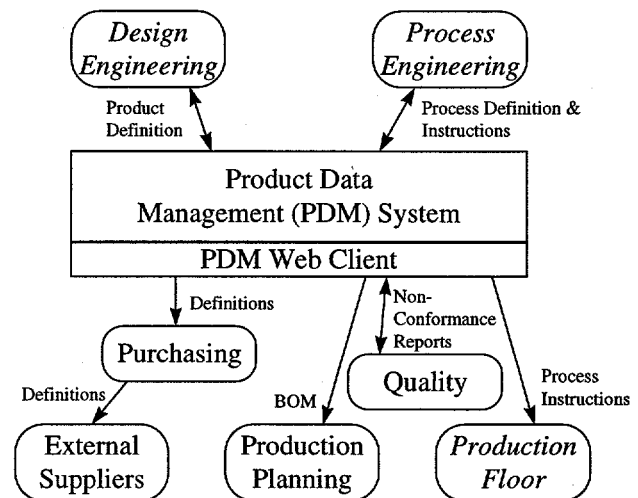 Design
Engineering
Process
Engineering
Product
Definition
Process Definition &
Instructions
Product Data
Management (PDM) System
PDM Web Client
Definitions
Non-
Conformance
Reports
Purchasing
Quality
Definitions
BOM
Process
Instructions
External
Suppliers
Production
Planning
Production
Floor